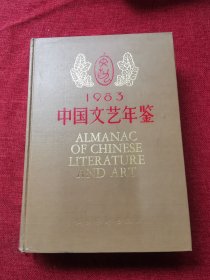 1983
中国文艺年鉴
ALMANAC
OF CHINESE
LITERATURE
AND ART